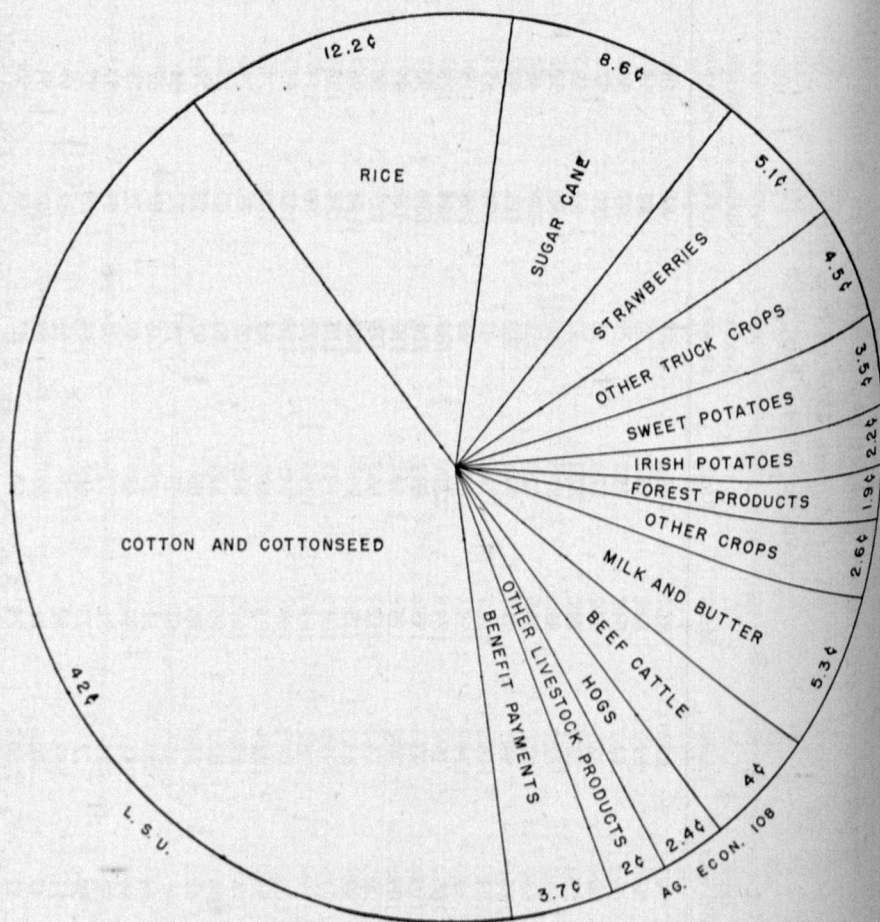 12.2¢
RICE
8.6¢
SUGAR CANE
5.1¢
STRAWBERRIES
4.5¢
OTHER TRUCK CROPS
3.5¢
SWEET POTATOES
2.2¢
IRISH POTATOES
1.9¢
FOREST PRODUCTS
2.6¢
OTHER CROPS
5.3¢
MILK AND BUTTER
4¢
BEEF CATTLE
2.4¢
HOGS
2¢
OTHER LIVESTOCK PRODUCTS
3.7¢
BENEFIT PAYMENTS
42¢
COTTON AND COTTONSEED
L. S. U.
AG. ECON. 108